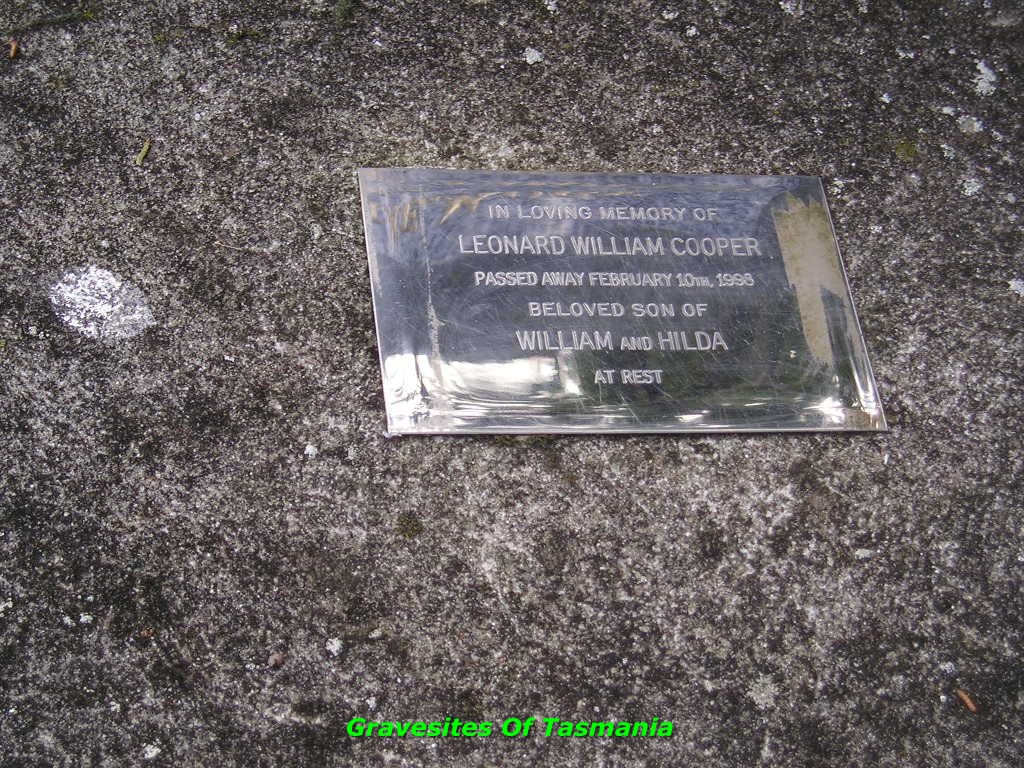 IN LOVING MEMORY OF
LEONARD WILLIAM COOPER
PASSED AWAY FEBRUARY 10TH, 1998
BELOVED SON OF
WILLIAM AND HILDA
AT REST
Gravesites Of Tasmania